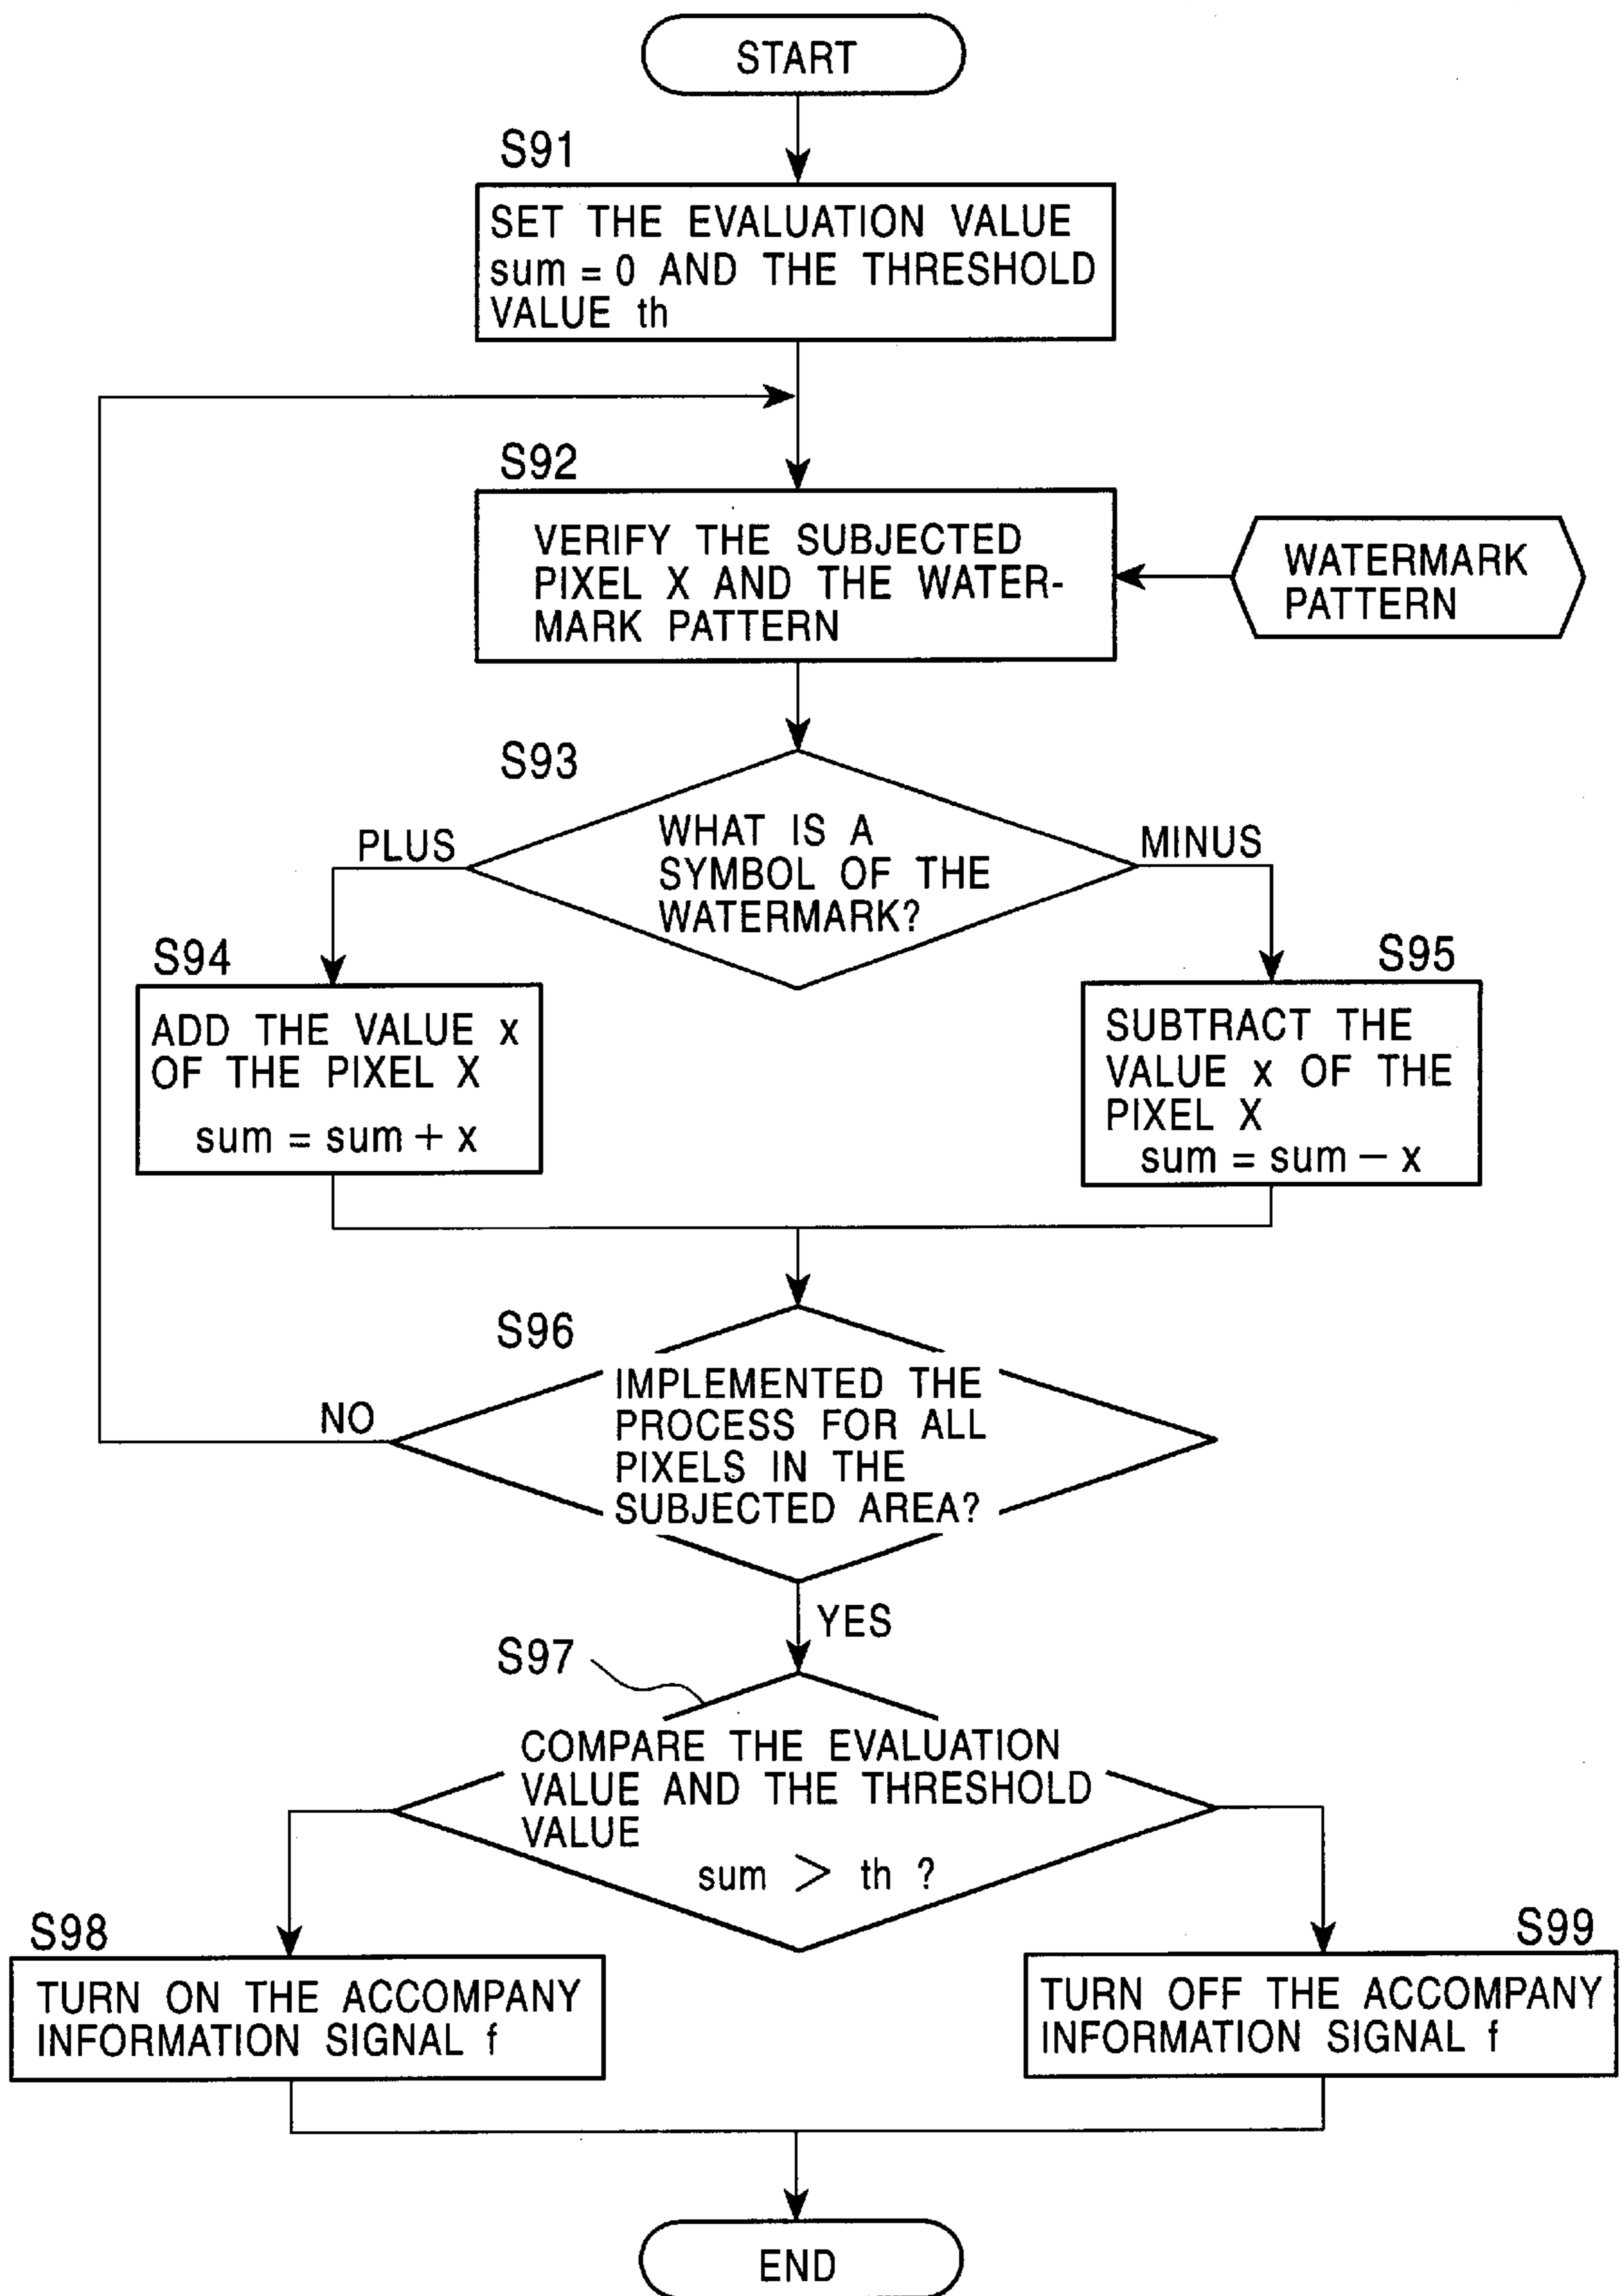 START
S91
SET THE EVALUATION VALUE
sum = 0 AND THE THRESHOLD
VALUE th
S92
VERIFY THE SUBJECTED
PIXEL X AND THE WATER-
MARK PATTERN
WATERMARK
PATTERN
S93
WHAT IS A
SYMBOL OF THE
WATERMARK?
PLUS
MINUS
S94
ADD THE VALUE x
OF THE PIXEL X
sum = sum + x
S95
SUBTRACT THE
VALUE x OF THE
PIXEL X
sum = sum − x
S96
IMPLEMENTED THE
PROCESS FOR ALL
PIXELS IN THE
SUBJECTED AREA?
NO
YES
S97
COMPARE THE EVALUATION
VALUE AND THE THRESHOLD
VALUE
sum > th ?
S98
TURN ON THE ACCOMPANY
INFORMATION SIGNAL f
S99
TURN OFF THE ACCOMPANY
INFORMATION SIGNAL f
END